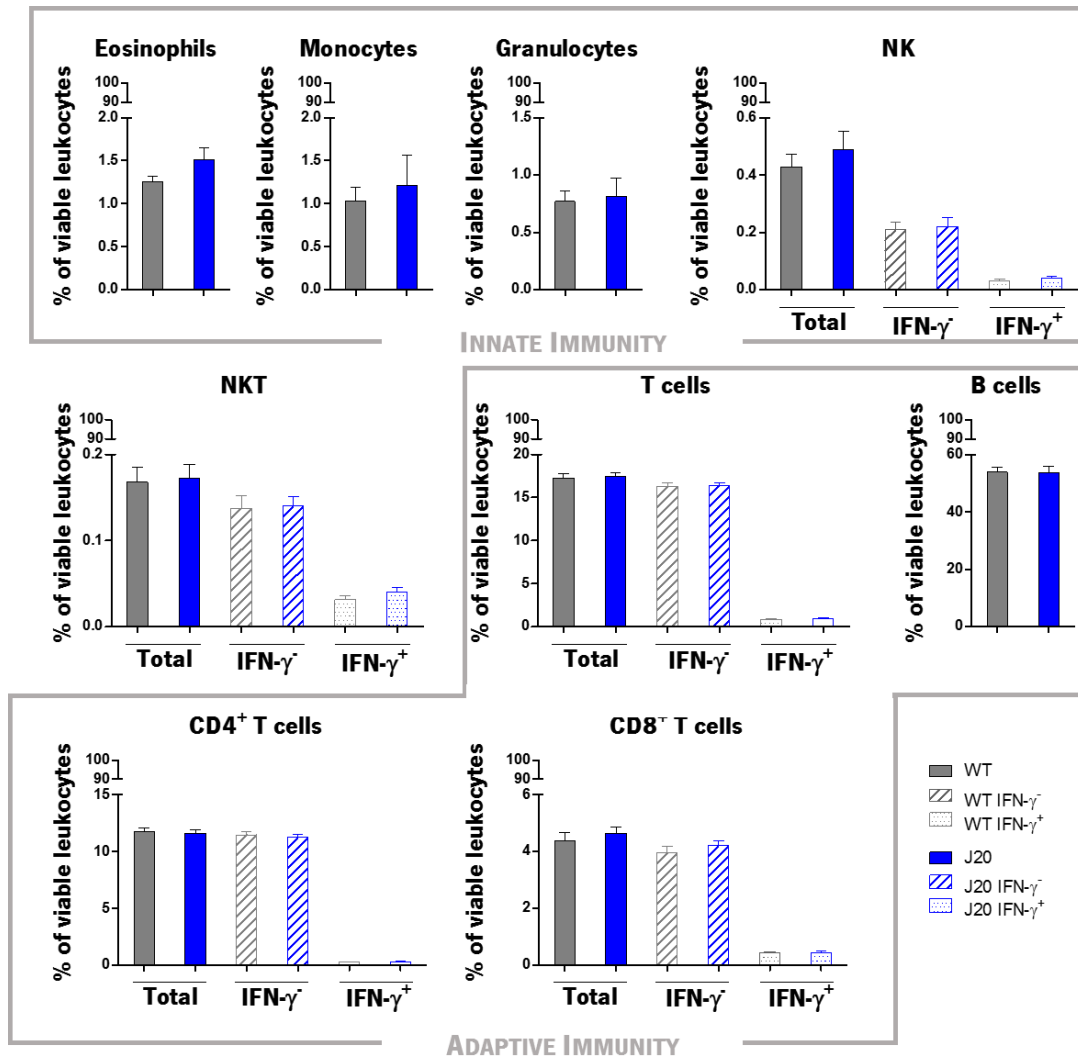 Eosinophils
% of viable leukocytes
100
90
2.0
1.5
1.0
0.5
0.0
Monocytes
% of viable leukocytes
100
90
2.0
1.5
1.0
0.5
0.0
Granulocytes
% of viable leukocytes
100
90
1.5
1.0
0.5
0.0
NK
% of viable leukocytes
100
90
0.6
0.4
0.2
0.0
Total IFN-γ⁻ IFN-γ⁺
INNATE IMMUNITY
NKT
% of viable leukocytes
100
90
0.2
0.1
0.0
Total IFN-γ⁻ IFN-γ⁺
T cells
% of viable leukocytes
100
90
20
15
10
5
0
Total IFN-γ⁻ IFN-γ⁺
B cells
% of viable leukocytes
100
90
60
40
20
0
CD4⁺ T cells
% of viable leukocytes
100
90
15
10
5
0
Total IFN-γ⁻ IFN-γ⁺
CD8⁺ T cells
% of viable leukocytes
100
90
6
4
2
0
Total IFN-γ⁻ IFN-γ⁺
WT
WT IFN-γ⁻
WT IFN-γ⁺
J20
J20 IFN-γ⁻
J20 IFN-γ⁺
ADAPTIVE IMMUNITY